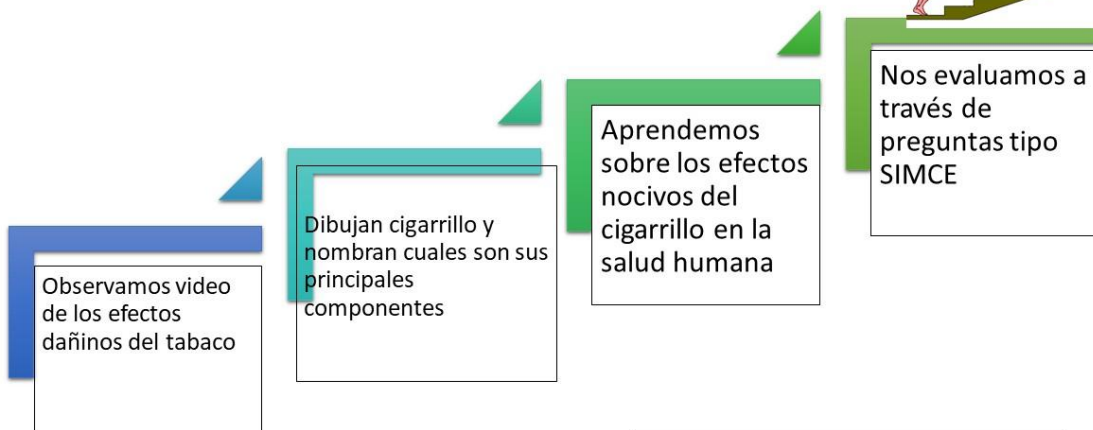 Observamos video
de los efectos
dañinos del tabaco
Dibujan cigarrillo y
nombran cuales son sus
principales
componentes
Aprendemos
sobre los efectos
nocivos del
cigarrillo en la
salud humana
Nos evaluamos a
través de
preguntas tipo
SIMCE